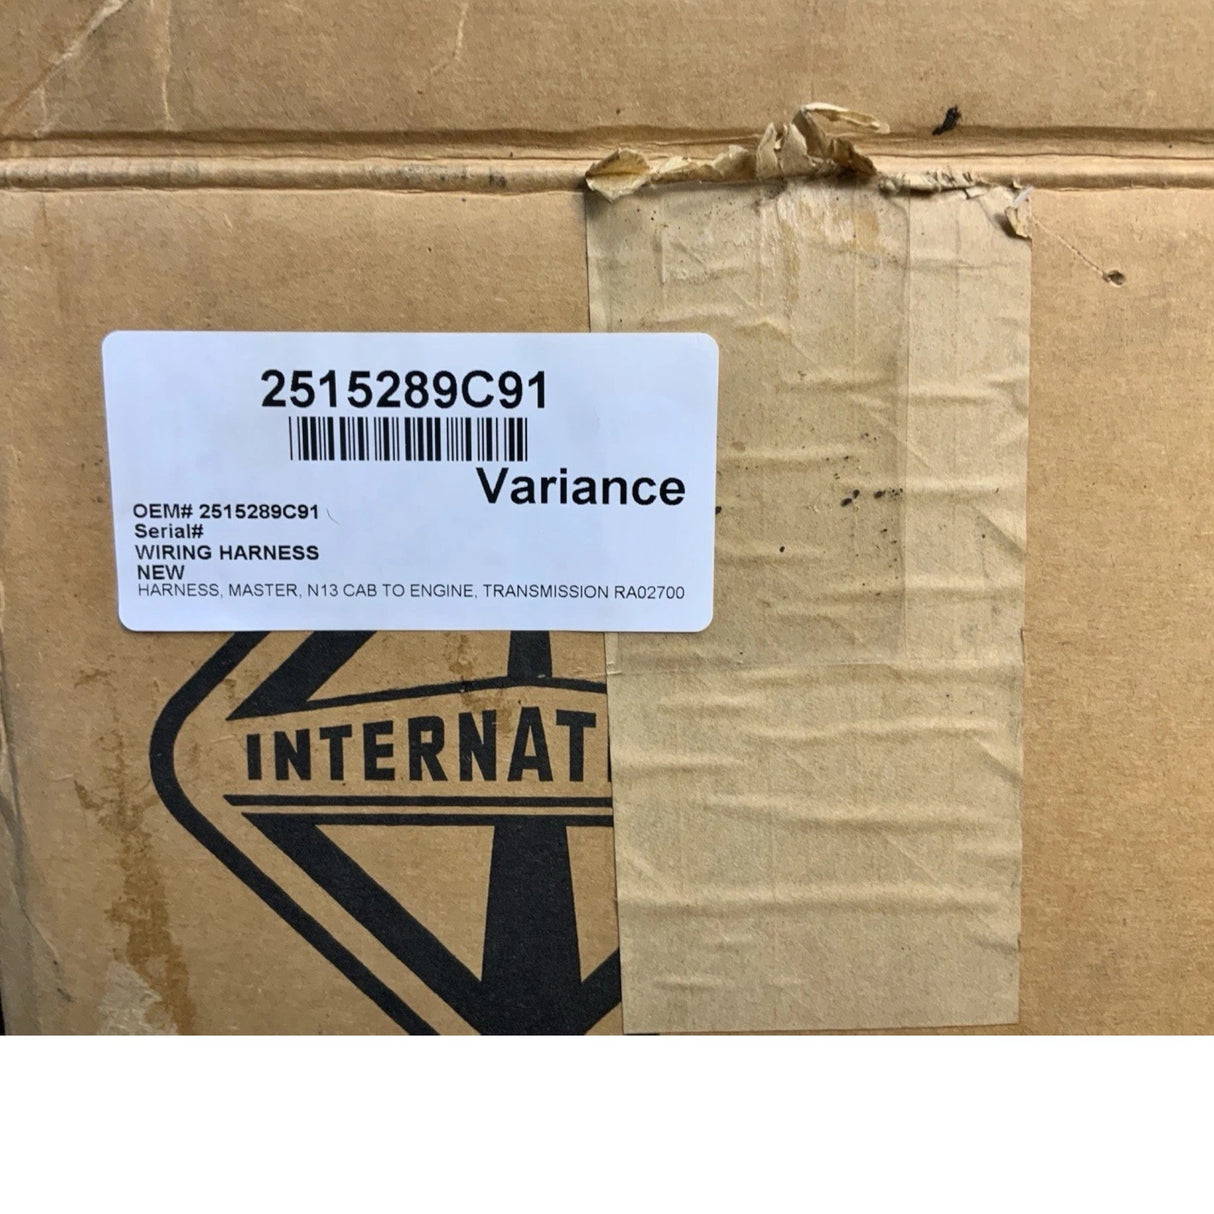 2515289C91
Variance
OEM# 2515289C91
Serial#
WIRING HARNESS
NEW
HARNESS, MASTER, N13 CAB TO ENGINE, TRANSMISSION RA02700
INTERNAT